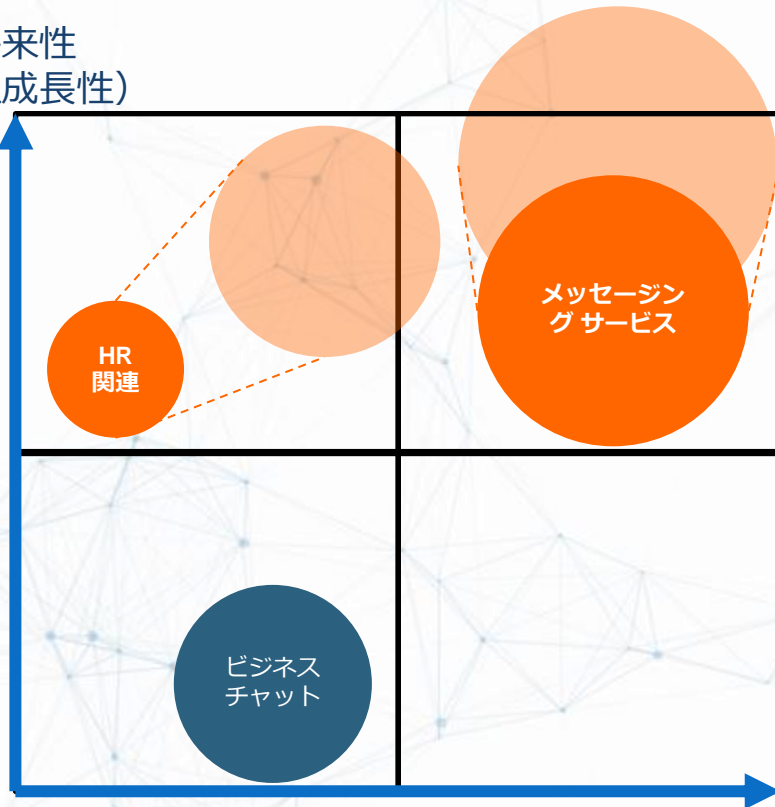 来性
成長性）
メッセージン
グ サービス
HR
関連
ビジネス
チャット